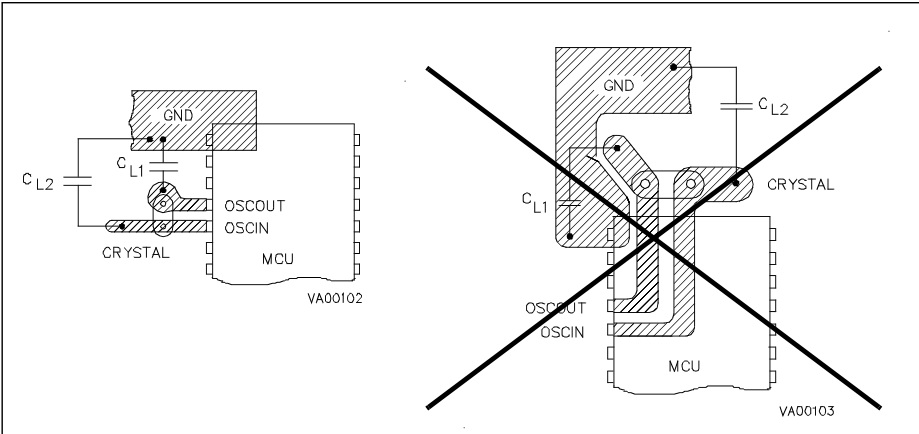 GND
C L1
C L2
OSCOUT
OSCIN
CRYSTAL
MCU
VA00102
GND
C L2
C L1
CRYSTAL
OSCOUT
OSCIN
MCU
VA00103